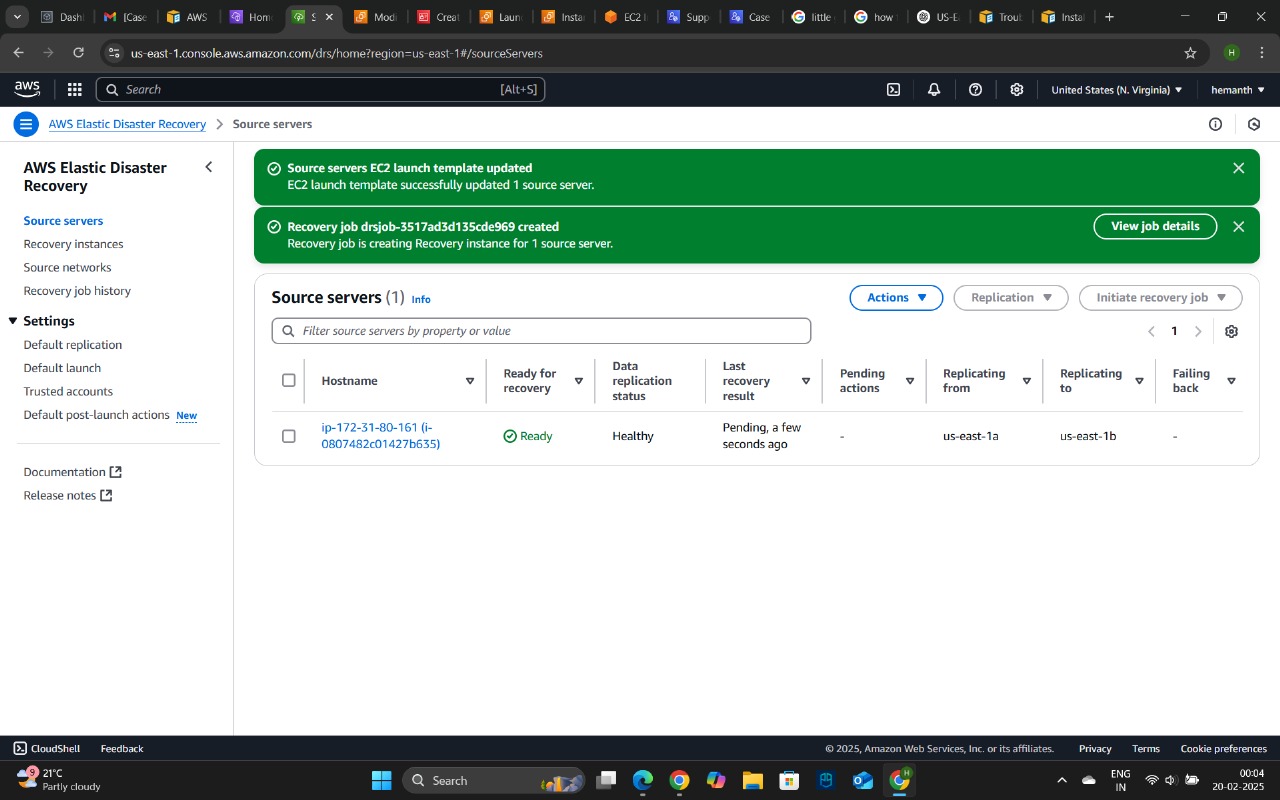 Dashl
[Case
AWS
Home
S
Modi
Creat
Laun
Instar
EC2 I
Supp
Case
little
how
US-Ea
Troul
Instal
us-east-1.console.aws.amazon.com/drs/home?region=us-east-1#/sourceServers
H
aws
Search
[Alt+S]
United States (N. Virginia)
hemanth
AWS Elastic Disaster Recovery
Source servers
AWS Elastic Disaster
Recovery
Source servers
Recovery instances
Source networks
Recovery job history
Settings
Default replication
Default launch
Trusted accounts
Default post-launch actions New
Documentation
Release notes
Source servers EC2 launch template updated
EC2 launch template successfully updated 1 source server.
Recovery job drsjob-3517ad3d135cde969 created
Recovery job is creating Recovery instance for 1 source server.
View job details
Source servers (1) Info
Actions
Replication
Initiate recovery job
Filter source servers by property or value
1
Hostname
Ready for
recovery
Data
replication
status
Last
recovery
result
Pending
actions
Replicating
from
Replicating
to
Failing
back
ip-172-31-80-161 (i-
0807482c01427b635)
Ready
Healthy
Pending, a few
seconds ago
-
us-east-1a
us-east-1b
-
CloudShell
Feedback
© 2025, Amazon Web Services, Inc. or its affiliates.
Privacy
Terms
Cookie preferences
9
21°C
Partly cloudy
Search
H
ENG
IN
00:04
20-02-2025